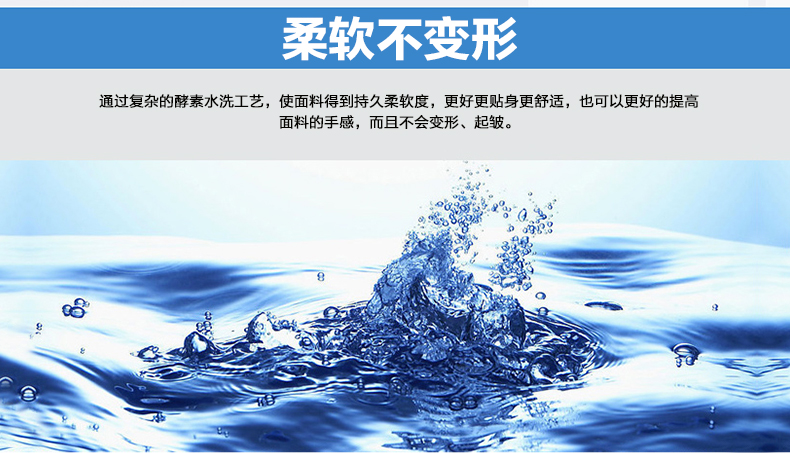 柔软不变形
通过复杂的酵素水洗工艺，使面料得到持久柔软度，更好更贴身更舒适，也可以更好的提高
面料的手感，而且不会变形、起皱。